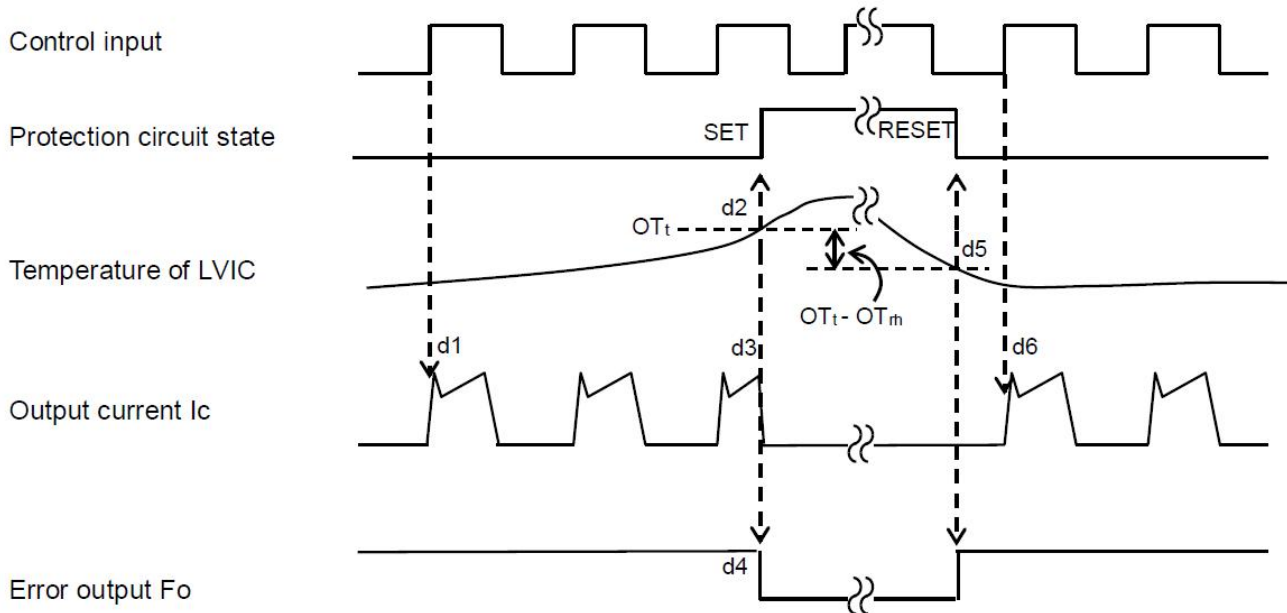 Control input
Protection circuit state
SET
RESET
d2
OTt
d5
Temperature of LVIC
OTt - OTrh
d1
d3
d6
Output current Ic
d4
Error output Fo